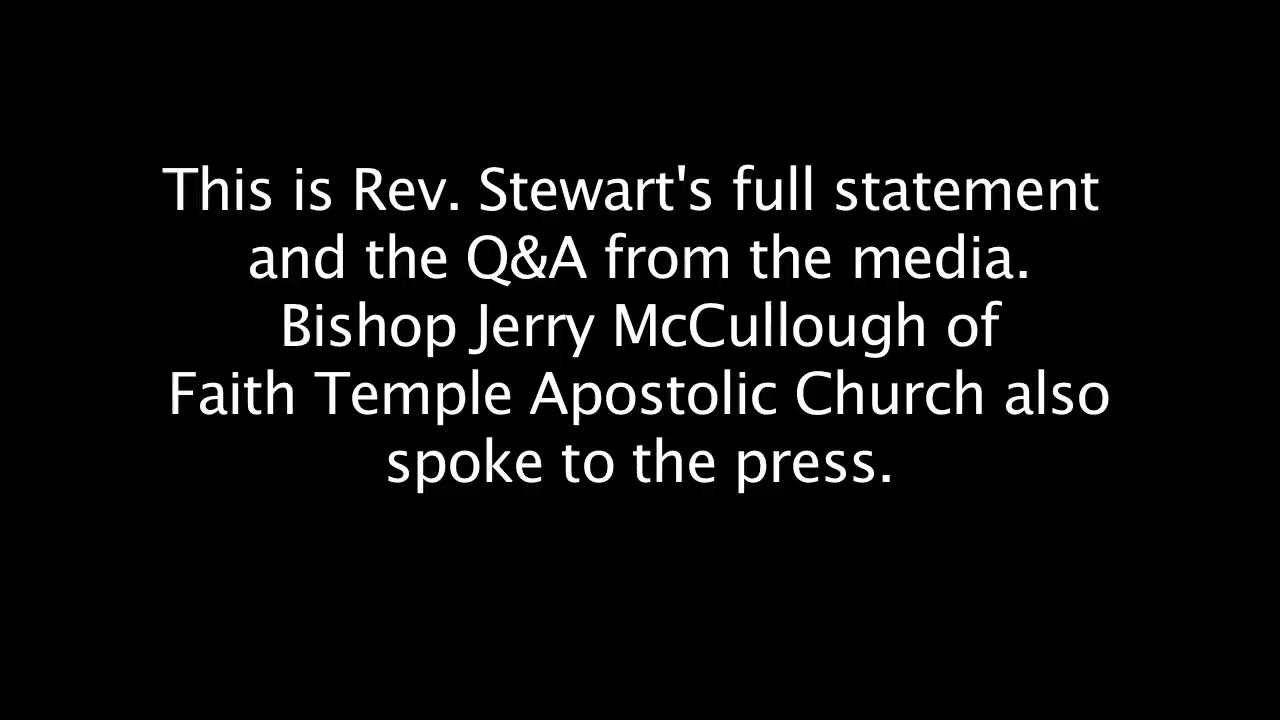 This is Rev. Stewart's full statement
and the Q&A from the media.
Bishop Jerry McCullough of
Faith Temple Apostolic Church also
spoke to the press.